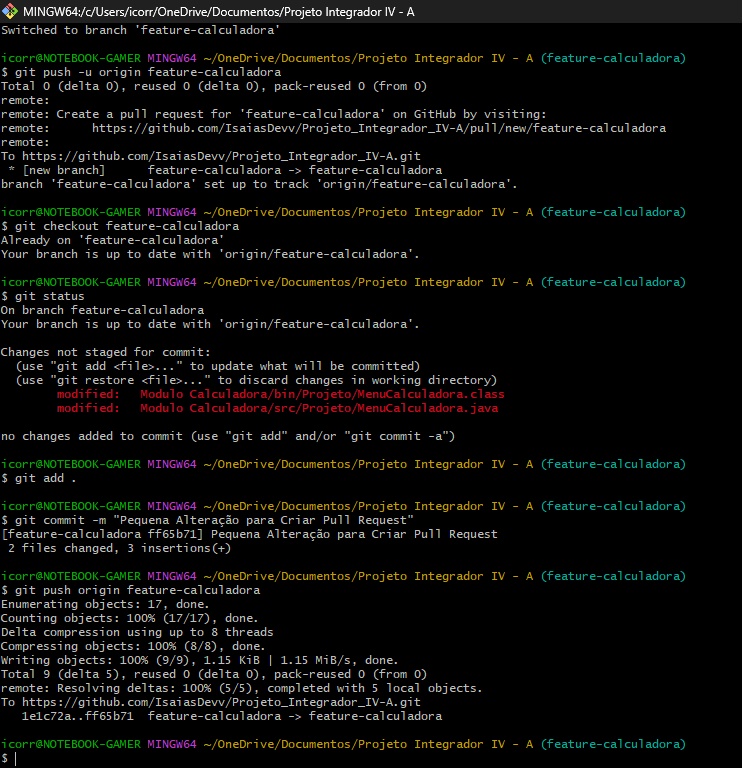 MINGW64:/c/Users/icorr/OneDrive/Documentos/Projeto Integrador IV - A
Switched to branch 'feature-calculadora'
icorr@NOTEBOOK-GAMER MINGW64 ~/OneDrive/Documentos/Projeto Integrador IV - A (feature-calculadora)
$ git push -u origin feature-calculadora
Total 0 (delta 0), reused 0 (delta 0), pack-reused 0 (from 0)
remote:
remote: Create a pull request for 'feature-calculadora' on GitHub by visiting:
remote:      https://github.com/IsaiasDevv/Projeto_Integrador_IV-A/pull/new/feature-calculadora
remote:
To https://github.com/IsaiasDevv/Projeto_Integrador_IV-A.git
 * [new branch]      feature-calculadora -> feature-calculadora
branch 'feature-calculadora' set up to track 'origin/feature-calculadora'.
icorr@NOTEBOOK-GAMER MINGW64 ~/OneDrive/Documentos/Projeto Integrador IV - A (feature-calculadora)
$ git checkout feature-calculadora
Already on 'feature-calculadora'
Your branch is up to date with 'origin/feature-calculadora'.
icorr@NOTEBOOK-GAMER MINGW64 ~/OneDrive/Documentos/Projeto Integrador IV - A (feature-calculadora)
$ git status
On branch feature-calculadora
Your branch is up to date with 'origin/feature-calculadora'.
Changes not staged for commit:
  (use "git add <file>..." to update what will be committed)
  (use "git restore <file>..." to discard changes in working directory)
        modified:   Modulo Calculadora/bin/Projeto/MenuCalculadora.class
        modified:   Modulo Calculadora/src/Projeto/MenuCalculadora.java
no changes added to commit (use "git add" and/or "git commit -a")
icorr@NOTEBOOK-GAMER MINGW64 ~/OneDrive/Documentos/Projeto Integrador IV - A (feature-calculadora)
$ git add .
icorr@NOTEBOOK-GAMER MINGW64 ~/OneDrive/Documentos/Projeto Integrador IV - A (feature-calculadora)
$ git commit -m "Pequena Alteração para Criar Pull Request"
[feature-calculadora ff65b71] Pequena Alteração para Criar Pull Request
 2 files changed, 3 insertions(+)
icorr@NOTEBOOK-GAMER MINGW64 ~/OneDrive/Documentos/Projeto Integrador IV - A (feature-calculadora)
$ git push origin feature-calculadora
Enumerating objects: 17, done.
Counting objects: 100% (17/17), done.
Delta compression using up to 8 threads
Compressing objects: 100% (8/8), done.
Writing objects: 100% (9/9), 1.15 KiB | 1.15 MiB/s, done.
Total 9 (delta 5), reused 0 (delta 0), pack-reused 0 (from 0)
remote: Resolving deltas: 100% (5/5), completed with 5 local objects.
To https://github.com/IsaiasDevv/Projeto_Integrador_IV-A.git
   1e1c72a..ff65b71  feature-calculadora -> feature-calculadora
icorr@NOTEBOOK-GAMER MINGW64 ~/OneDrive/Documentos/Projeto Integrador IV - A (feature-calculadora)
$